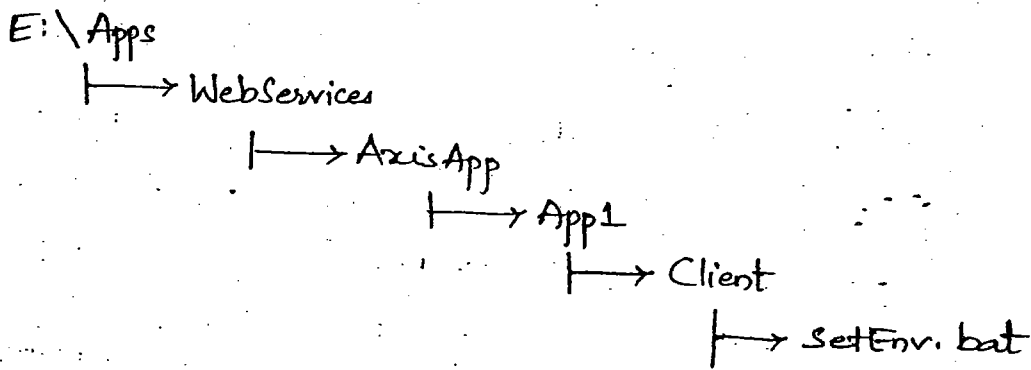 E:\Apps
WebServices
AxisApp
App1
Client
SetEnv.bat